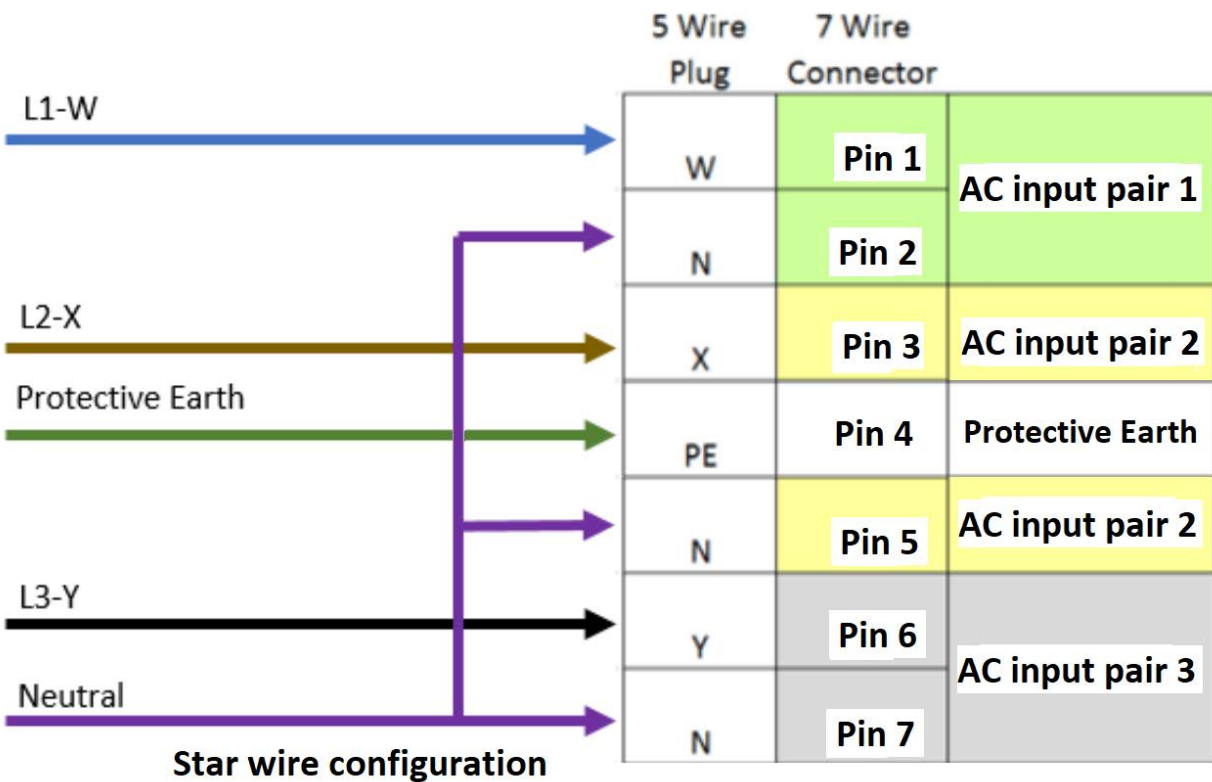 5 Wire 7 Wire
Plug Connector
L1-W
W Pin 1
AC input pair 1
N Pin 2
L2-X
X Pin 3 AC input pair 2
Protective Earth
PE Pin 4 Protective Earth
N Pin 5 AC input pair 2
L3-Y
Y Pin 6
AC input pair 3
Neutral
N Pin 7
Star wire configuration